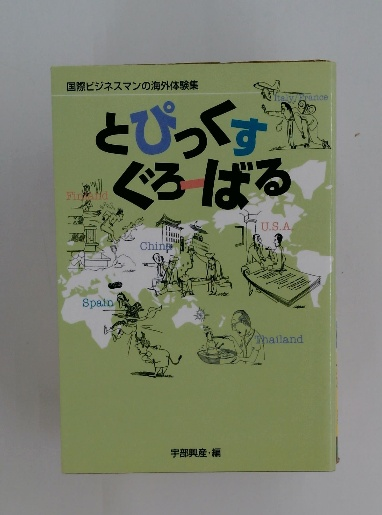 国際ビジネスマンの海外体験集
Italy/France
とぴっくす
ぐろーばる
Finland
U.S.A.
China
Spain
Thailand
宇部興産・編